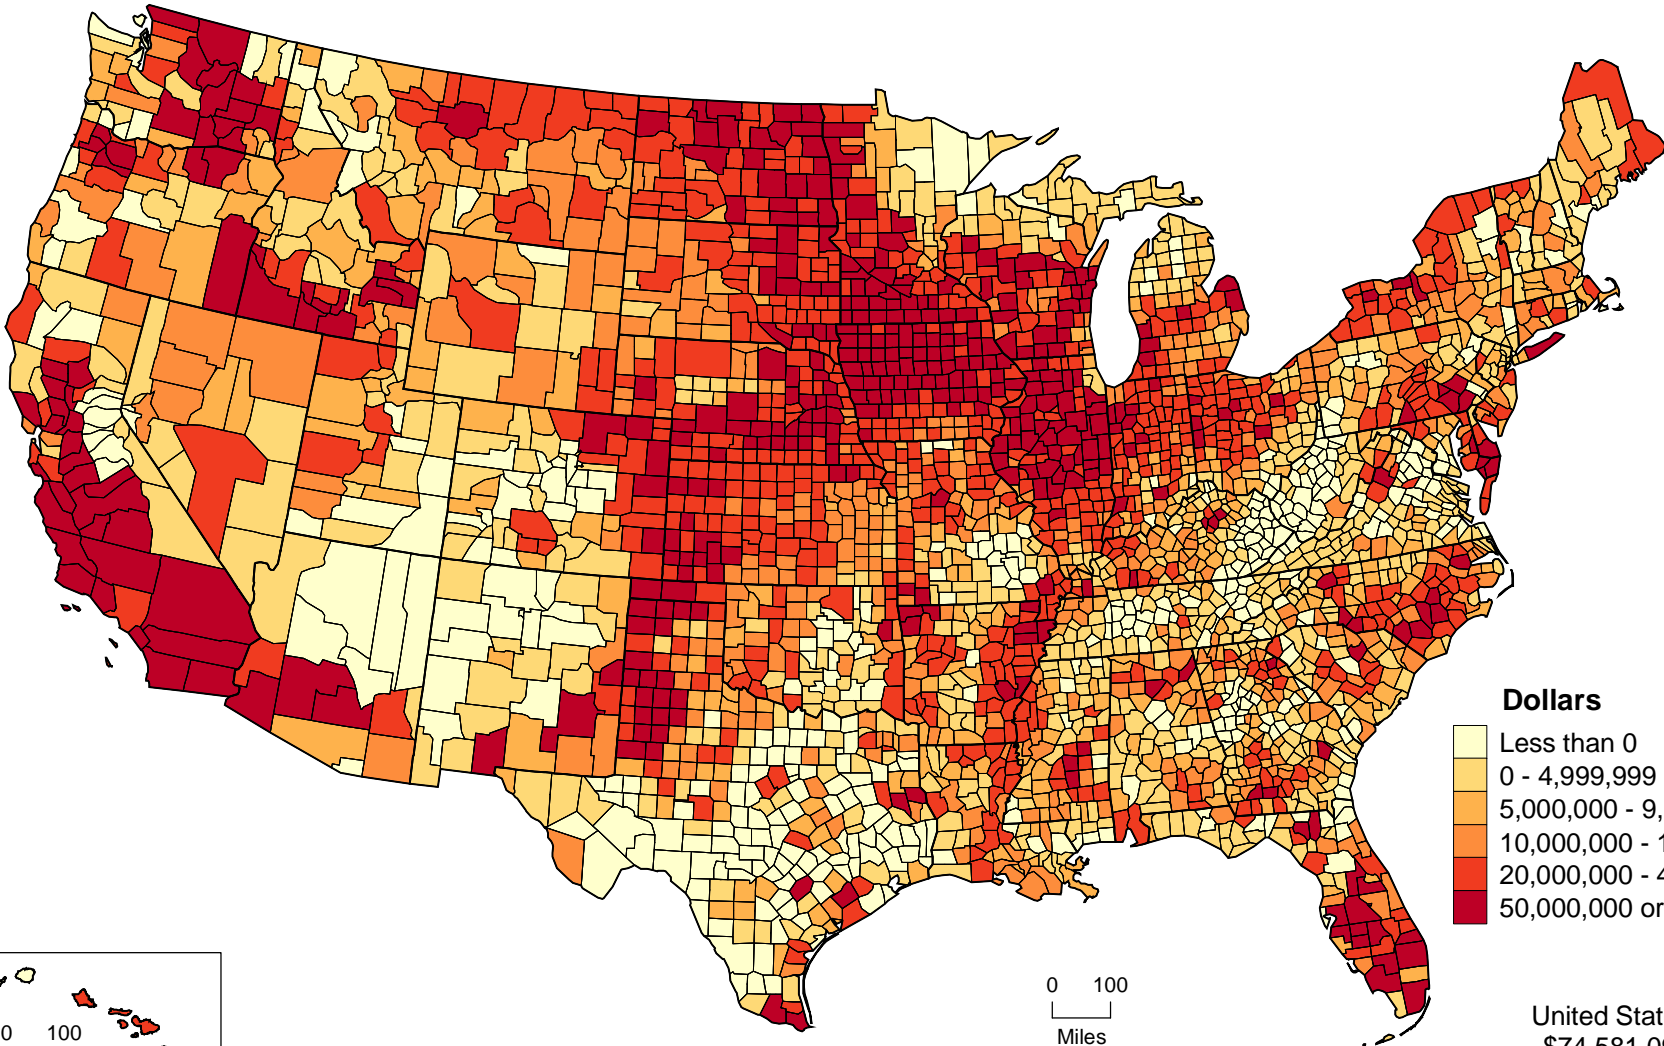 Dollars
Less than 0
0 - 4,999,999
5,000,000 - 9,
10,000,000 - 1
20,000,000 - 4
50,000,000 or
0 100
Miles
0 100
United Stat